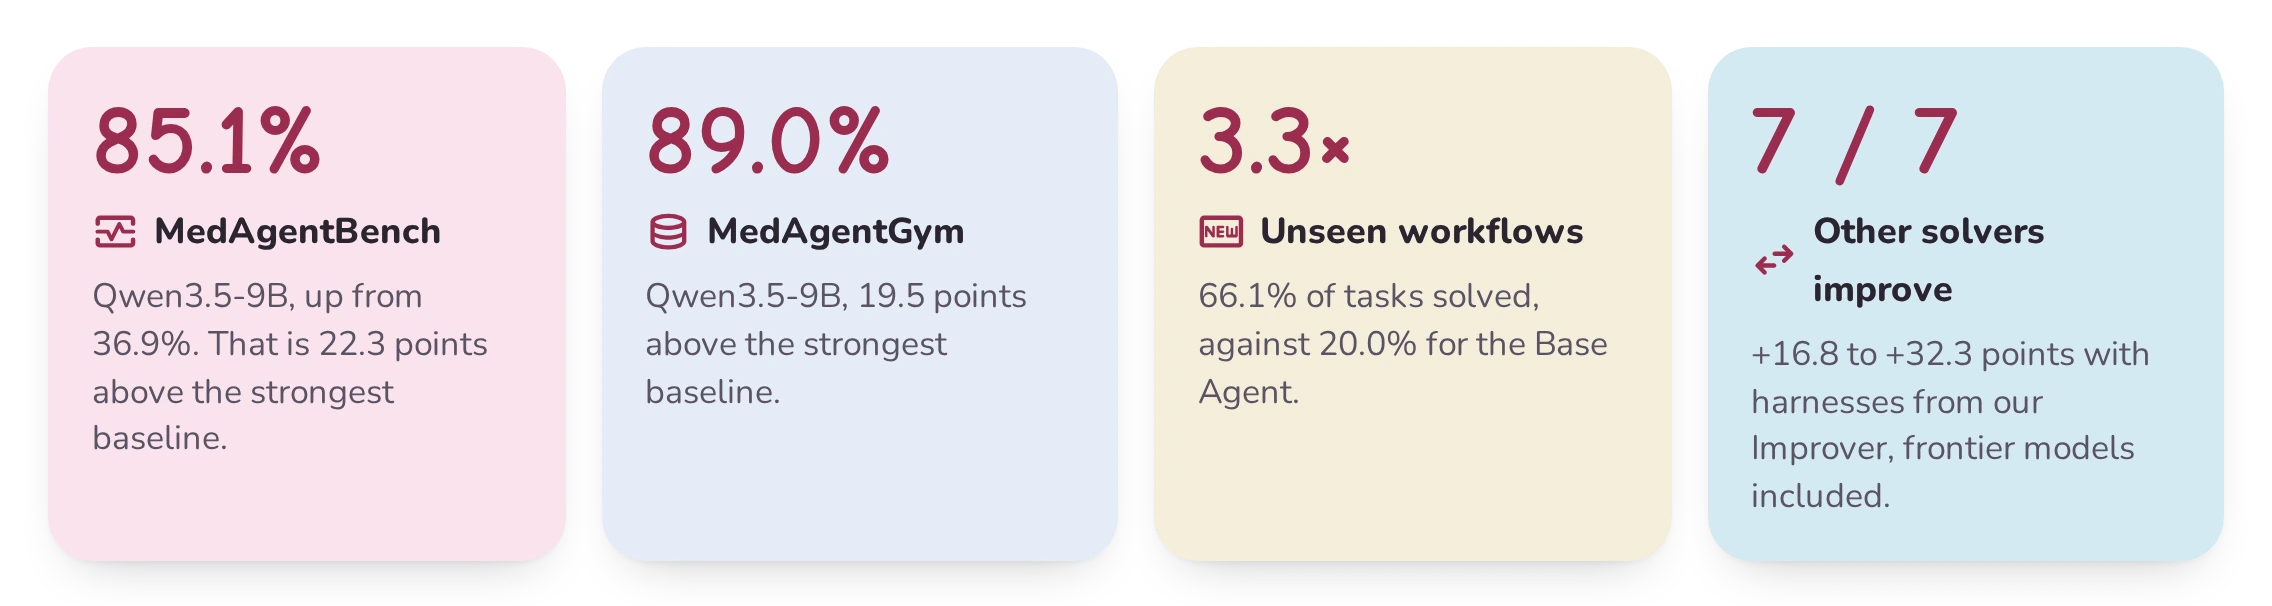 85.1%
MedAgentBench
Qwen3.5-9B, up from
36.9%. That is 22.3 points
above the strongest
baseline.
89.0%
MedAgentGym
Qwen3.5-9B, 19.5 points
above the strongest
baseline.
3.3×
NEW Unseen workflows
66.1% of tasks solved,
against 20.0% for the Base
Agent.
7 / 7
Other solvers
improve
+16.8 to +32.3 points with
harnesses from our
Improver, frontier models
included.